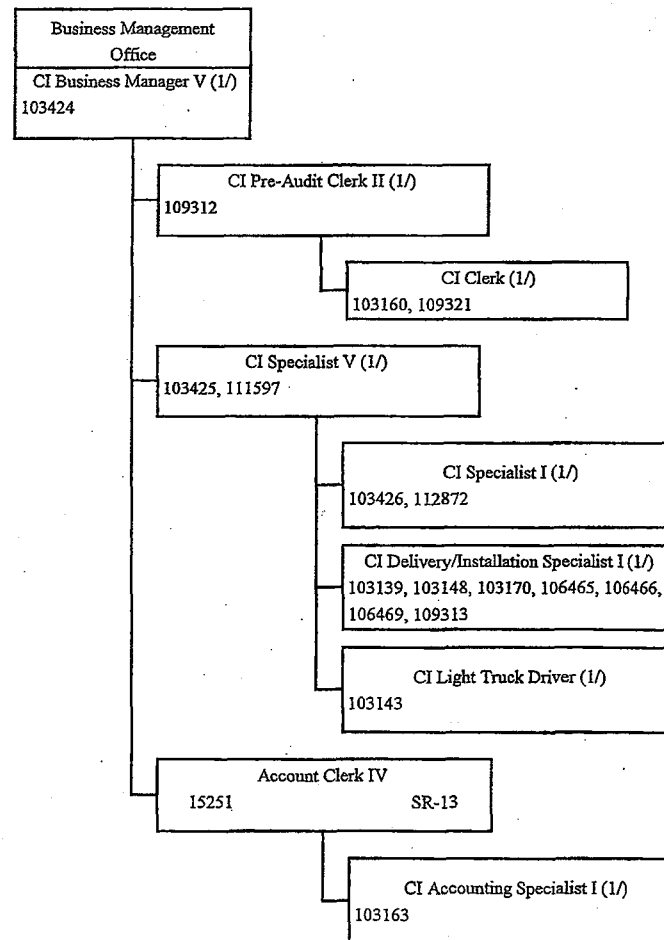 Business Management
Office
CI Business Manager V (1/)
103424
CI Pre-Audit Clerk II (1/)
109312
CI Clerk (1/)
103160, 109321
CI Specialist V (1/)
103425, 111597
CI Specialist I (1/)
103426, 112872
CI Delivery/Installation Specialist I (1/)
103139, 103148, 103170, 106465, 106466,
106469, 109313
CI Light Truck Driver (1/)
103143
Account Clerk IV
15251 SR-13
CI Accounting Specialist I (1/)
103163